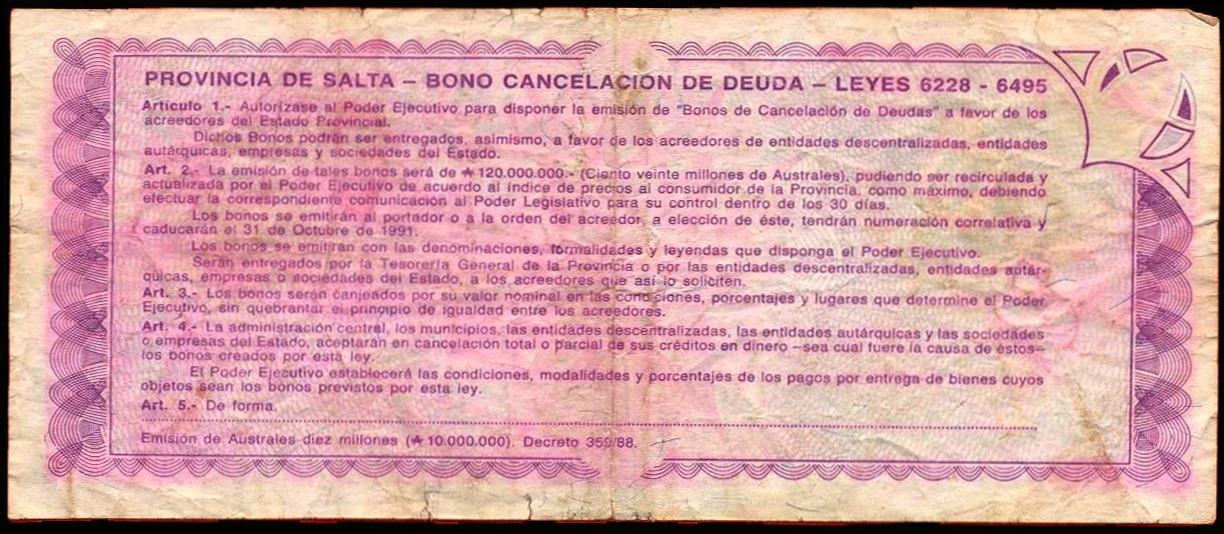 PROVINCIA DE SALTA – BONO CANCELACION DE DEUDA – LEYES 6228 - 6495
Artículo 1.- Autorízase al Poder Ejecutivo para disponer la emisión de "Bonos de Cancelación de Deudas" a favor de los
acreedores del Estado Provincial.
Dichos Bonos podrán ser entregados, asimismo, a favor de los acreedores de entidades descentralizadas, entidades
autárquicas, empresas y sociedades del Estado.
Art. 2.- La emisión de tales bonos será de ₳ 120.000.000.- (Ciento veinte millones de Australes), pudiendo ser recirculada y
actualizada por el Poder Ejecutivo de acuerdo al índice de precios al consumidor de la Provincia, como máximo, debiendo
efectuar la correspondiente comunicación al Poder Legislativo para su control dentro de los 30 días.
Los bonos se emitirán al portador o a la orden del acreedor, a elección de éste, tendrán numeración correlativa y
caducarán el 31 de Octubre de 1991.
Los bonos se emitirán con las denominaciones, formalidades y leyendas que disponga el Poder Ejecutivo.
Serán entregados por la Tesorería General de la Provincia o por las entidades descentralizadas, entidades autár-
quicas, empresas o sociedades del Estado, a los acreedores que así lo soliciten.
Art. 3.- Los bonos serán canjeados por su valor nominal en las condiciones, porcentajes y lugares que determine el Poder
Ejecutivo, sin quebrantar el principio de igualdad entre los acreedores.
Art. 4.- La administración central, los municipios, las entidades descentralizadas, las entidades autárquicas y las sociedades
o empresas del Estado, aceptarán en cancelación total o parcial de sus créditos en dinero –sea cual fuere la causa de éstos–
los bonos creados por esta ley.
El Poder Ejecutivo establecerá las condiciones, modalidades y porcentajes de los pagos por entrega de bienes cuyos
objetos sean los bonos previstos por esta ley.
Art. 5.- De forma.
Emisión de Australes diez millones (₳ 10.000.000). Decreto 359/88.